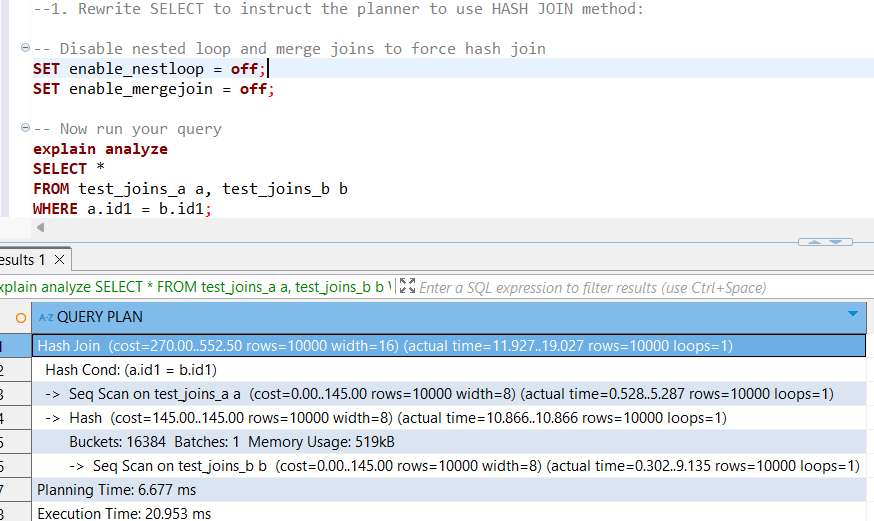 --1. Rewrite SELECT to instruct the planner to use HASH JOIN method:
-- Disable nested loop and merge joins to force hash join
SET enable_nestloop = off;
SET enable_mergejoin = off;
-- Now run your query
explain analyze
SELECT *
FROM test_joins_a a, test_joins_b b
WHERE a.id1 = b.id1;
esults 1
xplain analyze SELECT * FROM test_joins_a a, test_joins_b b Enter a SQL expression to filter results (use Ctrl+Space)
A-Z QUERY PLAN
1 Hash Join (cost=270.00..552.50 rows=10000 width=16) (actual time=11.927..19.027 rows=10000 loops=1)
2 Hash Cond: (a.id1 = b.id1)
3 -> Seq Scan on test_joins_a a (cost=0.00..145.00 rows=10000 width=8) (actual time=0.528..5.287 rows=10000 loops=1)
4 -> Hash (cost=145.00..145.00 rows=10000 width=8) (actual time=10.866..10.866 rows=10000 loops=1)
5 Buckets: 16384 Batches: 1 Memory Usage: 519kB
6 -> Seq Scan on test_joins_b b (cost=0.00..145.00 rows=10000 width=8) (actual time=0.302..9.135 rows=10000 loops=1)
7 Planning Time: 6.677 ms
8 Execution Time: 20.953 ms